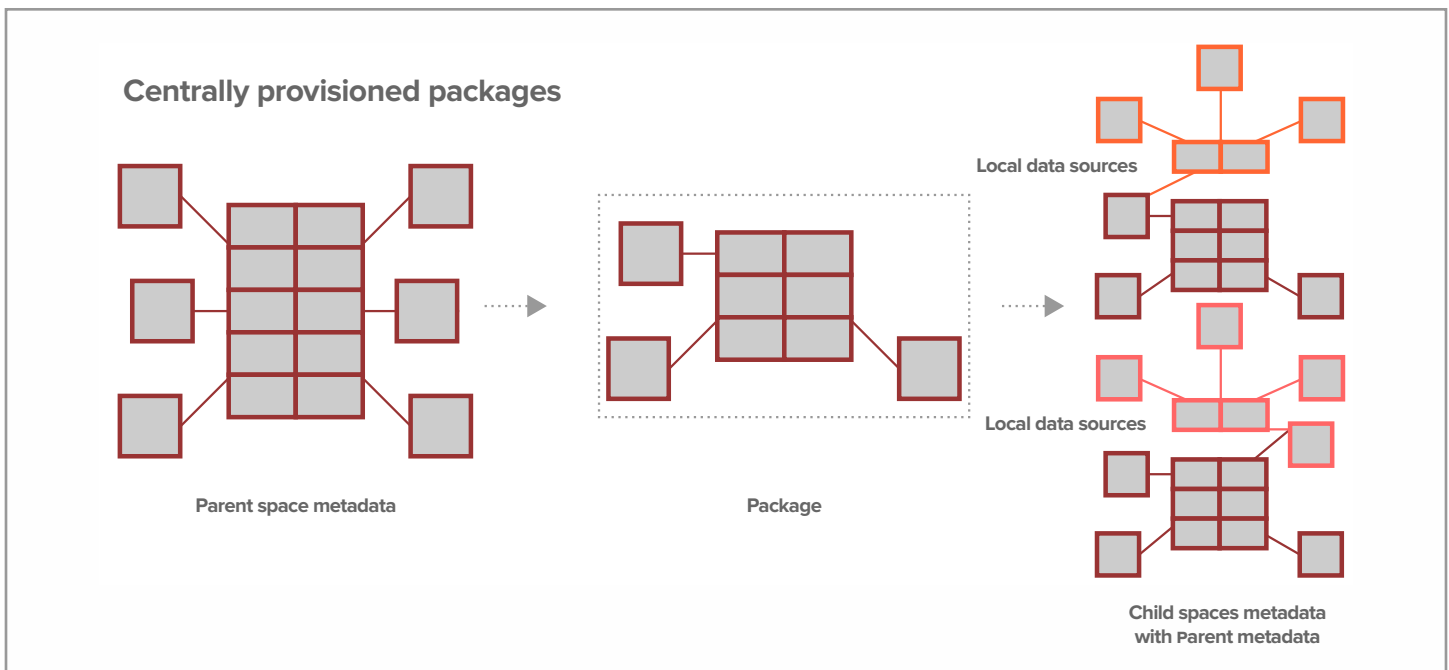 Centrally provisioned packages
Local data sources
Local data sources
Parent space metadata
Package
Child spaces metadata
with Parent metadata